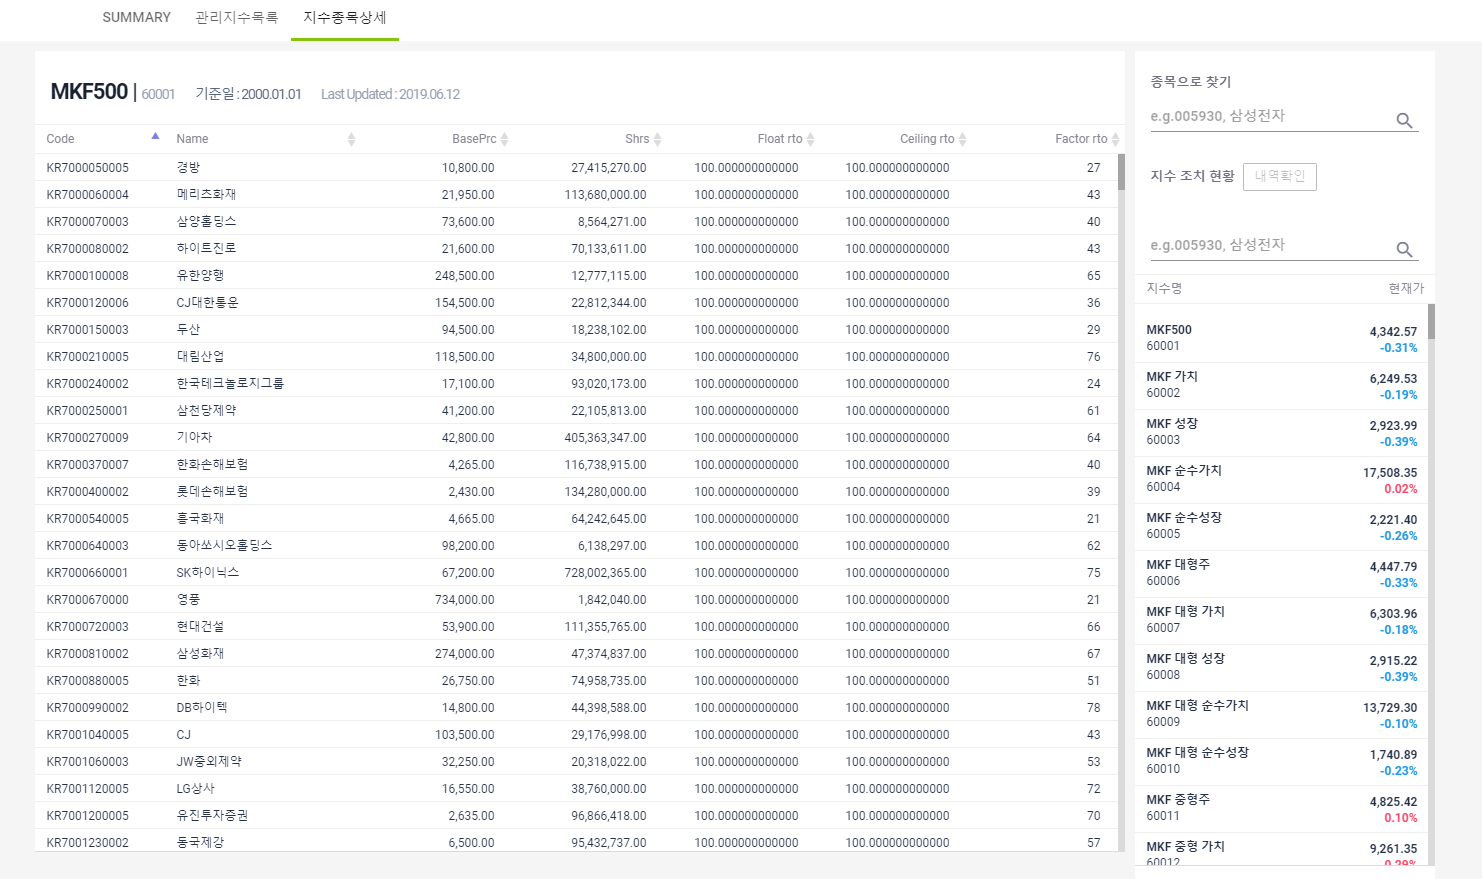 SUMMARY 관리지수목록 지수종목상세
MKF500 | 60001 기준일 : 2000.01.01 Last Updated : 2019.06.12
Code Name BasePrc Shrs Float rto Ceiling rto Factor rto
KR7000050005 경방 10,800.00 27,415,270.00 100.000000000000 100.000000000000 27
KR7000060004 메리츠화재 21,950.00 113,680,000.00 100.000000000000 100.000000000000 43
KR7000070003 삼양홀딩스 73,600.00 8,564,271.00 100.000000000000 100.000000000000 40
KR7000080002 하이트진로 21,600.00 70,133,611.00 100.000000000000 100.000000000000 43
KR7000100008 유한양행 248,500.00 12,777,115.00 100.000000000000 100.000000000000 65
KR7000120006 CJ대한통운 154,500.00 22,812,344.00 100.000000000000 100.000000000000 36
KR7000150003 두산 94,500.00 18,238,102.00 100.000000000000 100.000000000000 29
KR7000210005 대림산업 118,500.00 34,800,000.00 100.000000000000 100.000000000000 76
KR7000240002 한국테크놀로지그룹 17,100.00 93,020,173.00 100.000000000000 100.000000000000 24
KR7000250001 삼천당제약 41,200.00 22,105,813.00 100.000000000000 100.000000000000 61
KR7000270009 기아차 42,800.00 405,363,347.00 100.000000000000 100.000000000000 64
KR7000370007 한화손해보험 4,265.00 116,738,915.00 100.000000000000 100.000000000000 40
KR7000400002 롯데손해보험 2,430.00 134,280,000.00 100.000000000000 100.000000000000 39
KR7000540005 흥국화재 4,665.00 64,242,645.00 100.000000000000 100.000000000000 21
KR7000640003 동아쏘시오홀딩스 98,200.00 6,138,297.00 100.000000000000 100.000000000000 62
KR7000660001 SK하이닉스 67,200.00 728,002,365.00 100.000000000000 100.000000000000 75
KR7000670000 영풍 734,000.00 1,842,040.00 100.000000000000 100.000000000000 21
KR7000720003 현대건설 53,900.00 111,355,765.00 100.000000000000 100.000000000000 66
KR7000810002 삼성화재 274,000.00 47,374,837.00 100.000000000000 100.000000000000 67
KR7000880005 한화 26,750.00 74,958,735.00 100.000000000000 100.000000000000 51
KR7000990002 DB하이텍 14,800.00 44,398,588.00 100.000000000000 100.000000000000 78
KR7001040005 CJ 103,500.00 29,176,998.00 100.000000000000 100.000000000000 43
KR7001060003 JW중외제약 32,250.00 20,318,022.00 100.000000000000 100.000000000000 53
KR7001120005 LG상사 16,550.00 38,760,000.00 100.000000000000 100.000000000000 72
KR7001200005 유진투자증권 2,635.00 96,866,418.00 100.000000000000 100.000000000000 70
KR7001230002 동국제강 6,500.00 95,432,737.00 100.000000000000 100.000000000000 57
종목으로 찾기
e.g.005930, 삼성전자
지수 조치 현황 내역확인
e.g.005930, 삼성전자
지수명 현재가
MKF500 4,342.57
60001 -0.31%
MKF 가치 6,249.53
60002 -0.19%
MKF 성장 2,923.99
60003 -0.39%
MKF 순수가치 17,508.35
60004 0.02%
MKF 순수성장 2,221.40
60005 -0.26%
MKF 대형주 4,447.79
60006 -0.33%
MKF 대형 가치 6,303.96
60007 -0.18%
MKF 대형 성장 2,915.22
60008 -0.39%
MKF 대형 순수가치 13,729.30
60009 -0.10%
MKF 대형 순수성장 1,740.89
60010 -0.23%
MKF 중형주 4,825.42
60011 0.10%
MKF 중형 가치 9,261.35
60012 0.29%